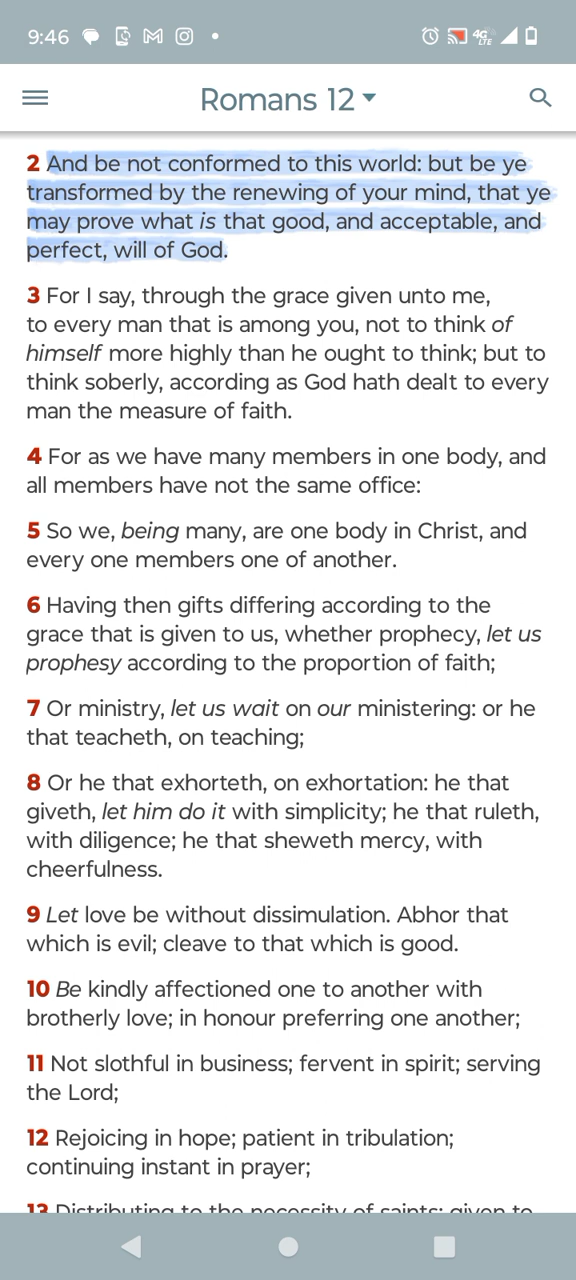 9:46
4G
LTE
Romans 12
2 And be not conformed to this world: but be ye
transformed by the renewing of your mind, that ye
may prove what is that good, and acceptable, and
perfect, will of God.
3 For I say, through the grace given unto me,
to every man that is among you, not to think of
himself more highly than he ought to think; but to
think soberly, according as God hath dealt to every
man the measure of faith.
4 For as we have many members in one body, and
all members have not the same office:
5 So we, being many, are one body in Christ, and
every one members one of another.
6 Having then gifts differing according to the
grace that is given to us, whether prophecy, let us
prophesy according to the proportion of faith;
7 Or ministry, let us wait on our ministering: or he
that teacheth, on teaching;
8 Or he that exhorteth, on exhortation: he that
giveth, let him do it with simplicity; he that ruleth,
with diligence; he that sheweth mercy, with
cheerfulness.
9 Let love be without dissimulation. Abhor that
which is evil; cleave to that which is good.
10 Be kindly affectioned one to another with
brotherly love; in honour preferring one another;
11 Not slothful in business; fervent in spirit; serving
the Lord;
12 Rejoicing in hope; patient in tribulation;
continuing instant in prayer;
13 Distributing to the necessity of saints; given to